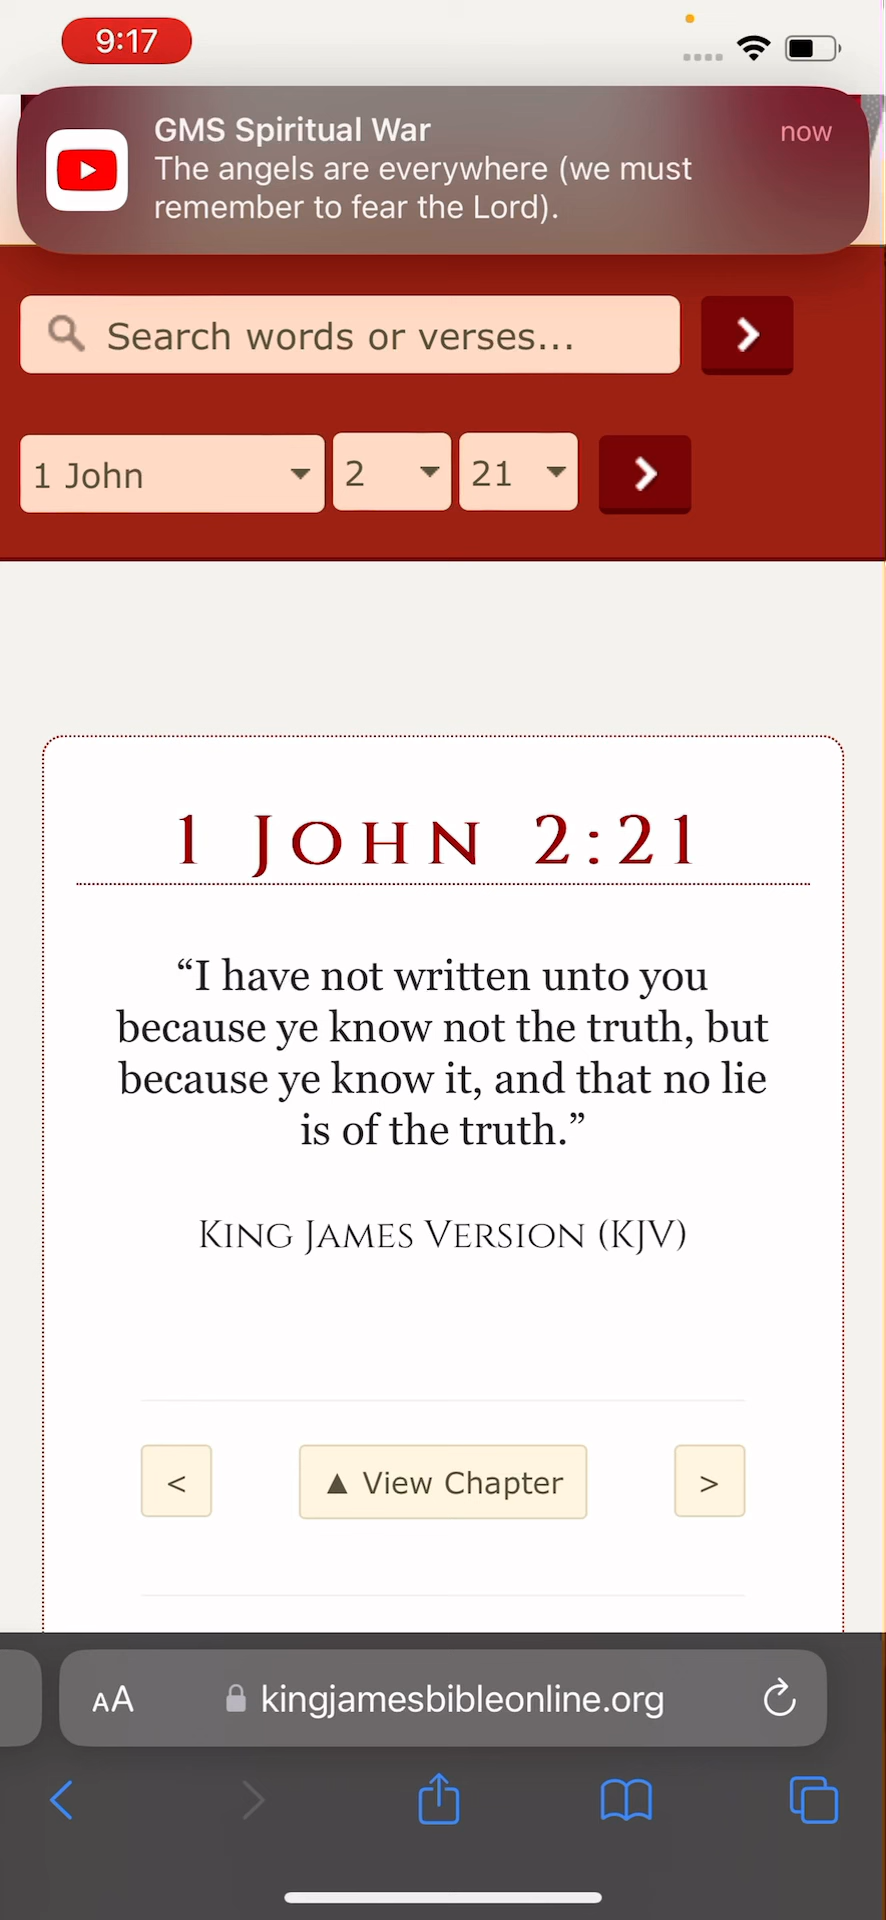 9:17
GMS Spiritual War
now
The angels are everywhere (we must
remember to fear the Lord).
Search words or verses...
1 John
2
21
1 John 2:21
“I have not written unto you
because ye know not the truth, but
because ye know it, and that no lie
is of the truth.”
King James Version (KJV)
<
▲ View Chapter
>
AA
kingjamesbibleonline.org